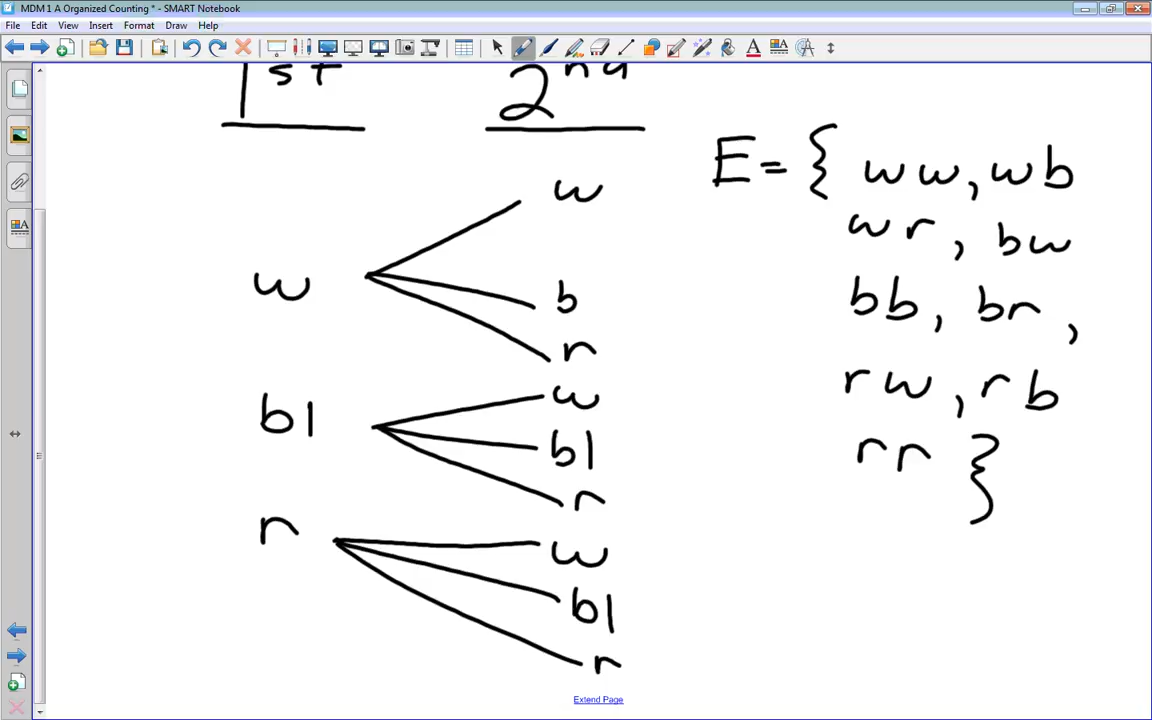 MDM 1 A Organized Counting * - SMART Notebook
File Edit View Insert Format Tools Draw Help
1st 2nd
E = { ww, wb
wr, bw
bb, br,
rw, rb
rr }
w
w
b
r
bl
w
bl
r
r
w
bl
r
Extend Page